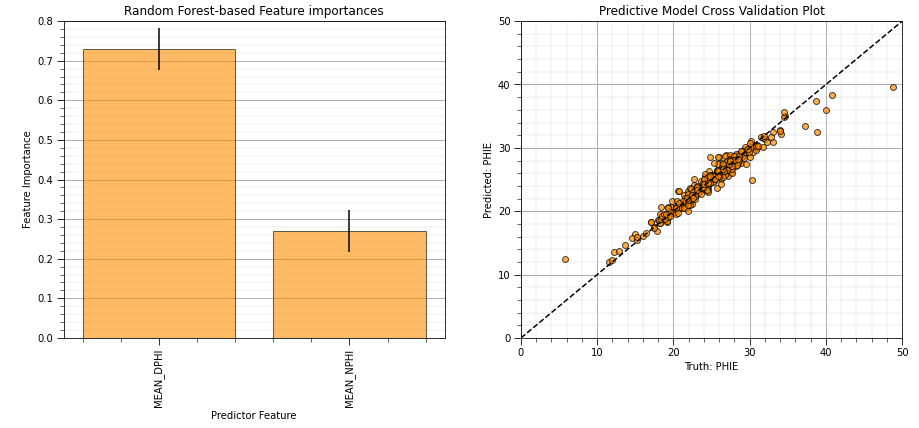 Random Forest-based Feature importances
0.8
0.7
0.6
0.5
0.4
0.3
0.2
0.1
0.0
Feature Importance
MEAN_DPHI
MEAN_NPHI
Predictor Feature
Predictive Model Cross Validation Plot
50
40
30
20
10
0
Predicted: PHIE
0 10 20 30 40 50
Truth: PHIE